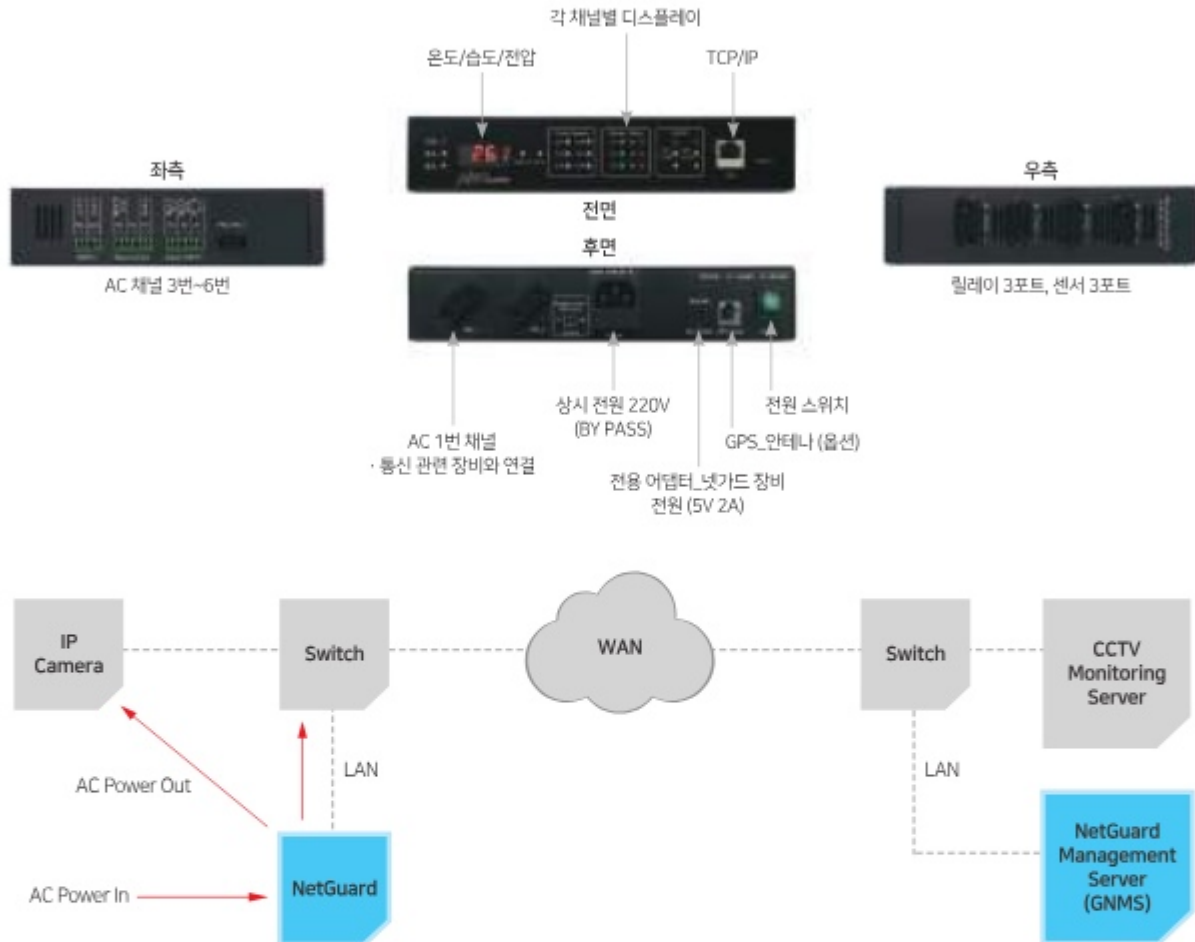 각 채널별 디스플레이
온도/습도/전압
TCP/IP
좌측
전면
우측
후면
AC 채널 3번~6번
릴레이 3포트, 센서 3포트
상시 전원 220V
(BY PASS)
전원 스위치
AC 1번 채널
· 통신 관련 장비와 연결
GPS_안테나 (옵션)
전용 어댑터_넷가드 장비
전원 (5V 2A)
IP
Camera
Switch
WAN
Switch
CCTV
Monitoring
Server
AC Power Out
LAN
LAN
AC Power In
NetGuard
NetGuard
Management
Server
(GNMS)